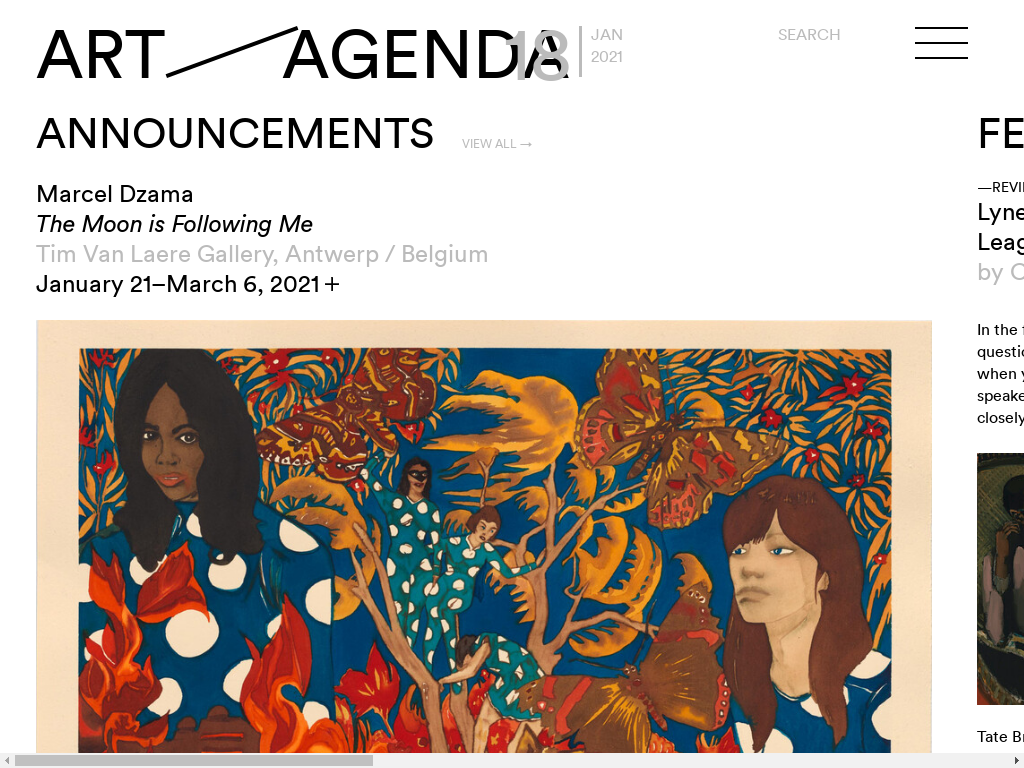 ART AGENDA
18
JAN
2021
SEARCH
ANNOUNCEMENTS
VIEW ALL →
Marcel Dzama
The Moon is Following Me
Tim Van Laere Gallery, Antwerp / Belgium
January 21–March 6, 2021 +
FE
—REVI
Lyne
Leag
by
In the
questio
when y
speake
closely
Tate Br